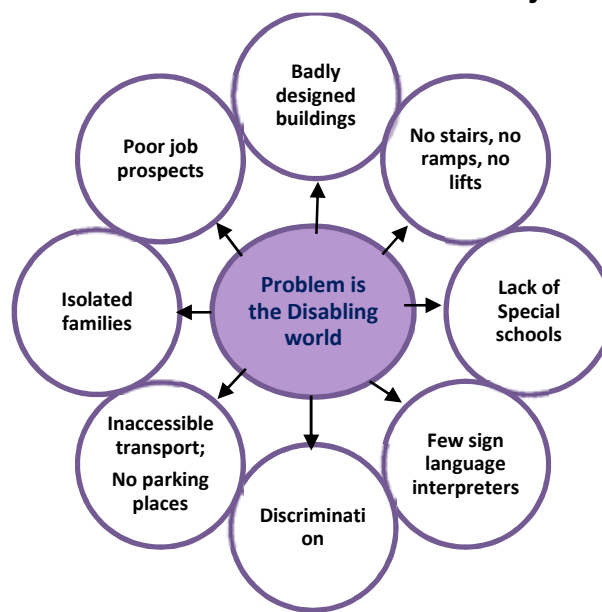 Badly
designed
buildings
No stairs, no
ramps, no
lifts
Lack of
Special
schools
Few sign
language
interpreters
Discriminati
on
Inaccessible
transport;
No parking
places
Isolated
families
Poor job
prospects
Problem is
the Disabling
world